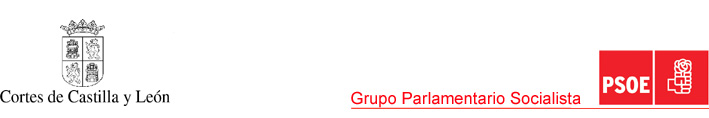 Cortes de Castilla y León
Grupo Parlamentario Socialista
PSOE